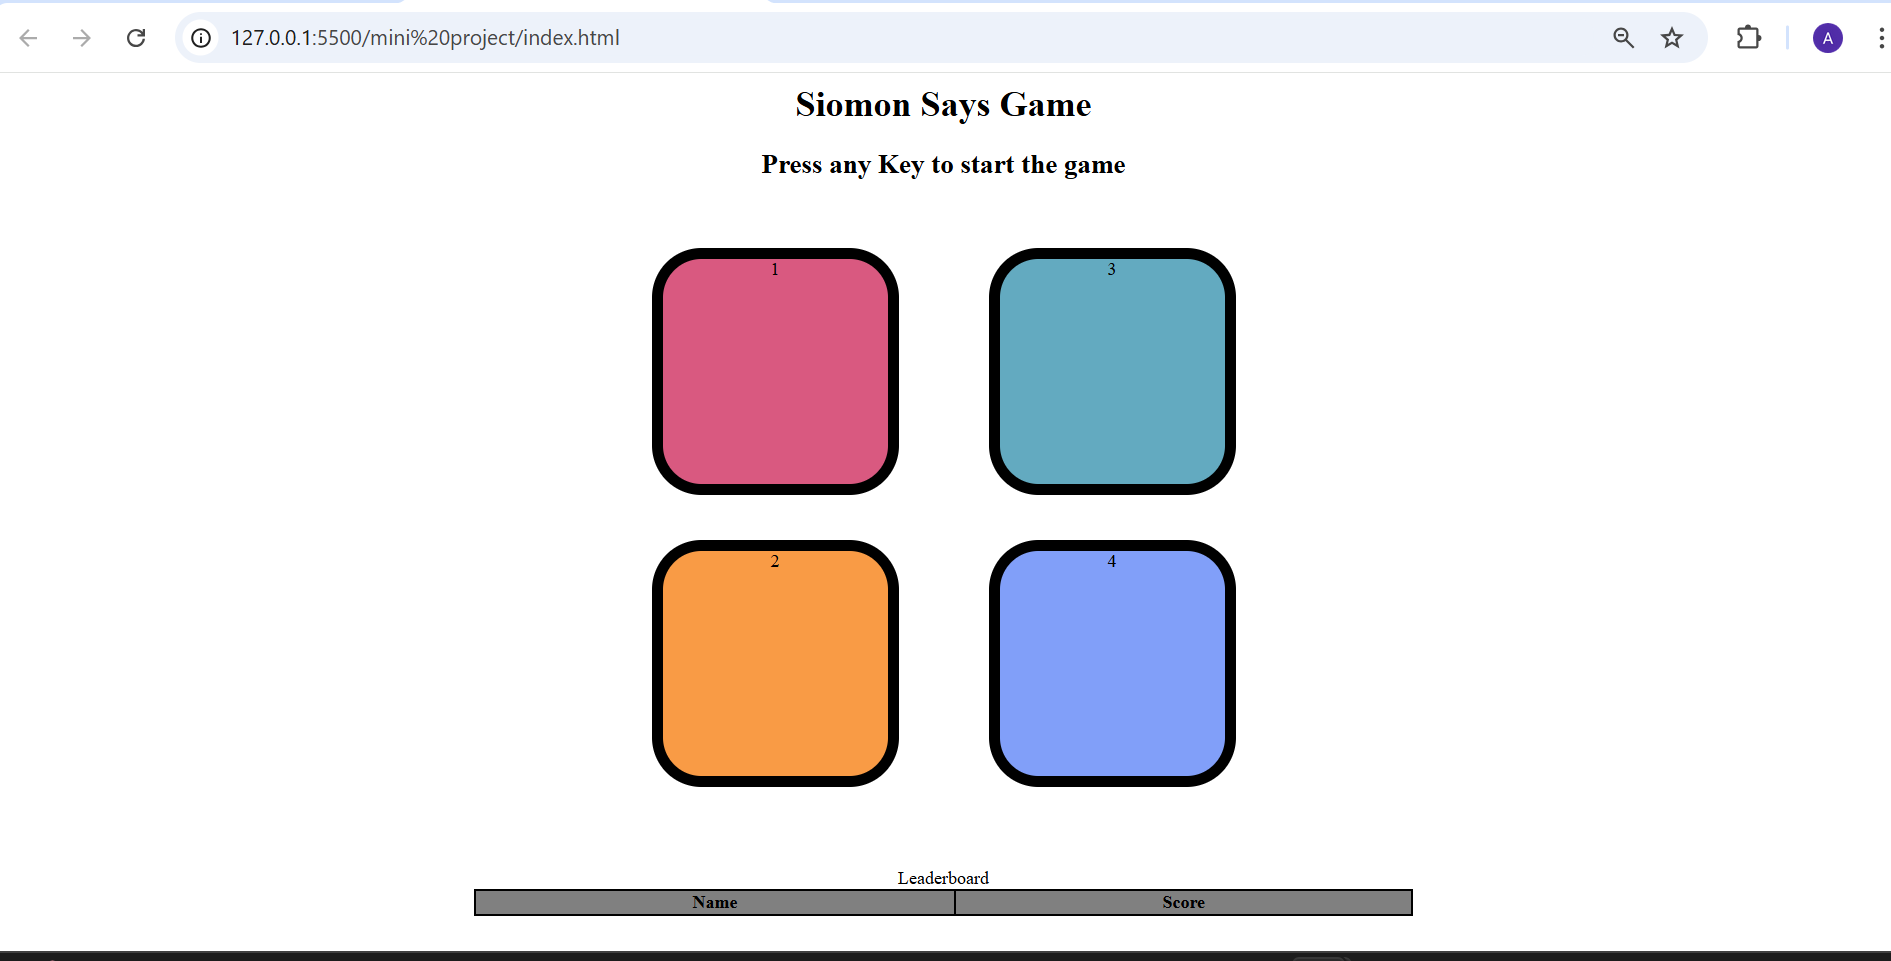 127.0.0.1:5500/mini%20project/index.html
A
Siomon Says Game
Press any Key to start the game
1 3
2 4
Leaderboard
Name Score